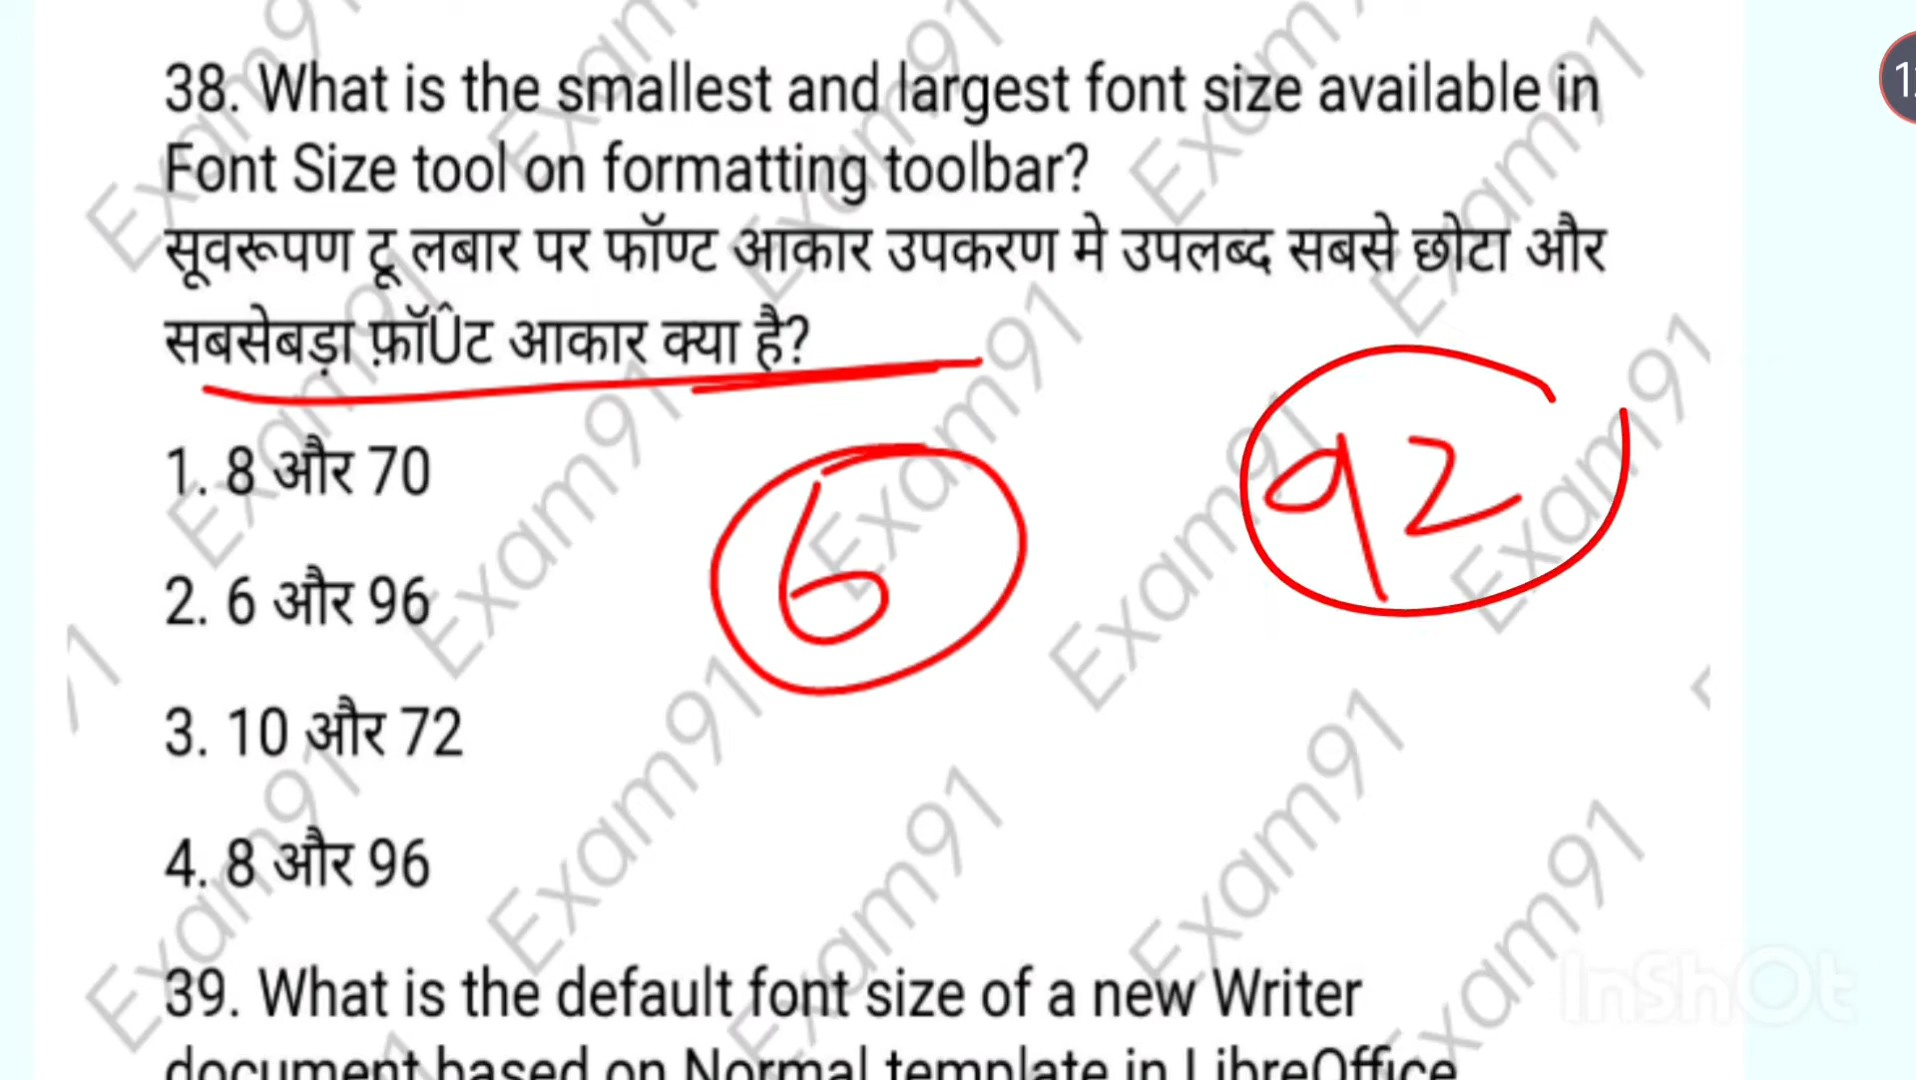 38. What is the smallest and largest font size available in
Font Size tool on formatting toolbar?
सूवरूपण टू लबार पर फॉण्ट आकार उपकरण मे उपलब्द सबसे छोटा और
सबसेबड़ा फ़ॉÛट आकार क्या है?
1. 8 और 70
6
92
2. 6 और 96
3. 10 और 72
4. 8 और 96
39. What is the default font size of a new Writer
document based on Normal template in LibreOffice
Exam91
InShOt